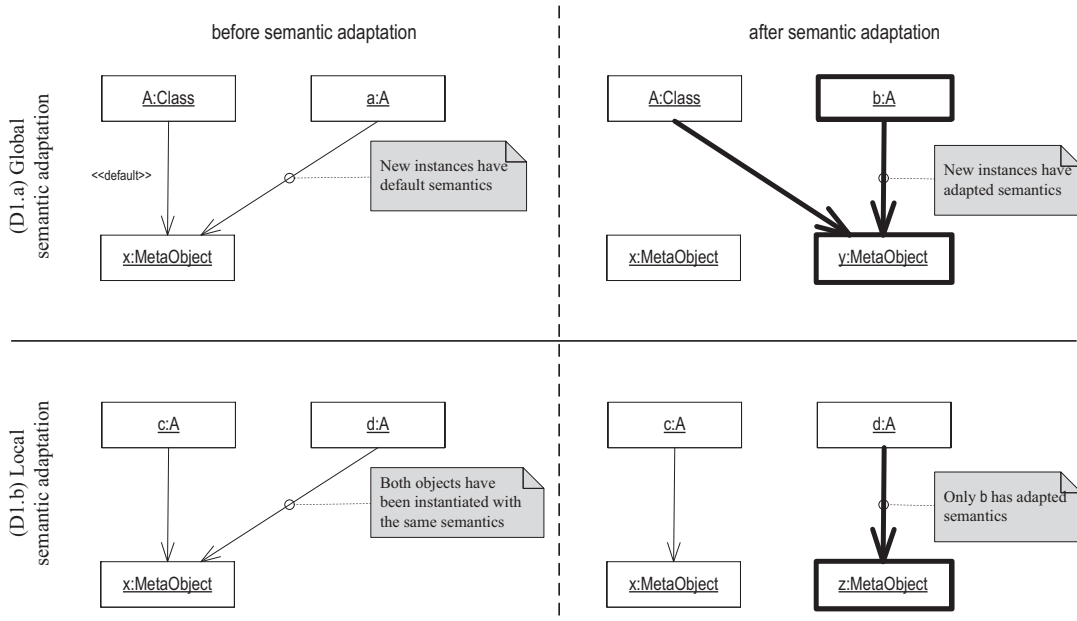 before semantic adaptation
after semantic adaptation
(D1.a) Global
semantic adaptation
A:Class
a:A
<<default>>
New instances have
default semantics
x:MetaObject
A:Class
b:A
New instances have
adapted semantics
x:MetaObject
y:MetaObject
(D1.b) Local
semantic adaptation
c:A
d:A
Both objects have
been instantiated with
the same semantics
x:MetaObject
c:A
d:A
Only b has adapted
semantics
x:MetaObject
z:MetaObject